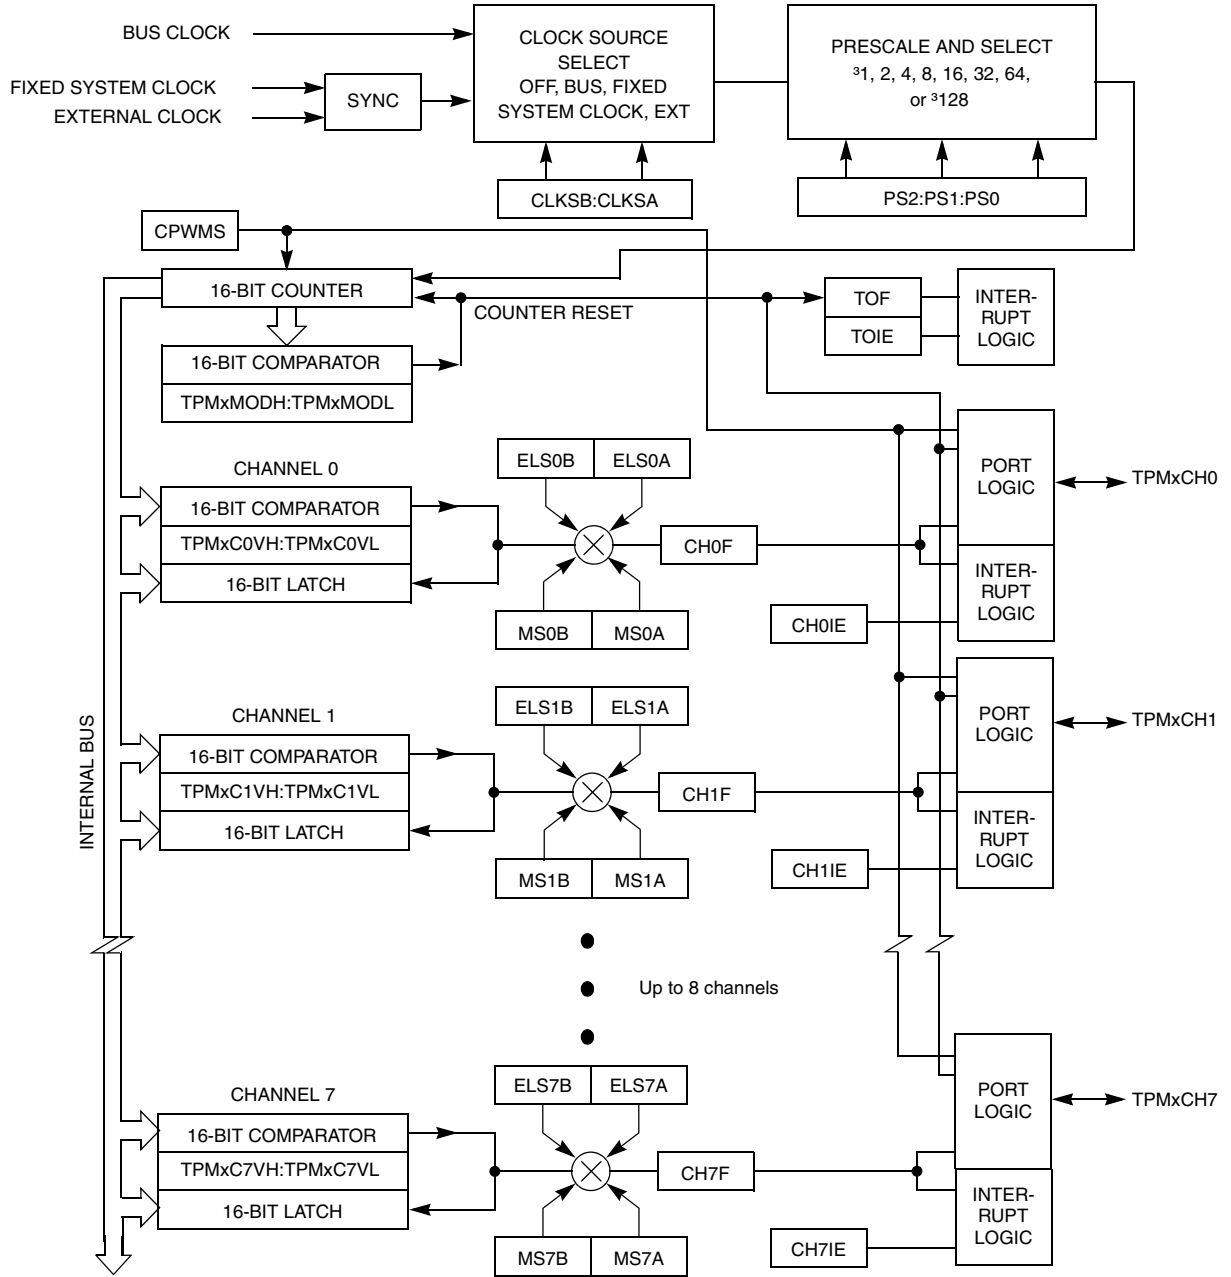 BUS CLOCK
FIXED SYSTEM CLOCK
EXTERNAL CLOCK
SYNC
CLOCK SOURCE
SELECT
OFF, BUS, FIXED
SYSTEM CLOCK, EXT
PRESCALE AND SELECT
³1, 2, 4, 8, 16, 32, 64,
or ³128
CLKSB:CLKSA
PS2:PS1:PS0
CPWMS
16-BIT COUNTER
COUNTER RESET
TOF
TOIE
INTER-
RUPT
LOGIC
16-BIT COMPARATOR
TPMxMODH:TPMxMODL
CHANNEL 0
16-BIT COMPARATOR
TPMxC0VH:TPMxC0VL
16-BIT LATCH
ELS0B
ELS0A
MS0B
MS0A
CH0F
CH0IE
PORT
LOGIC
INTER-
RUPT
LOGIC
TPMxCH0
INTERNAL BUS
CHANNEL 1
16-BIT COMPARATOR
TPMxC1VH:TPMxC1VL
16-BIT LATCH
ELS1B
ELS1A
MS1B
MS1A
CH1F
CH1IE
PORT
LOGIC
INTER-
RUPT
LOGIC
TPMxCH1
Up to 8 channels
CHANNEL 7
16-BIT COMPARATOR
TPMxC7VH:TPMxC7VL
16-BIT LATCH
ELS7B
ELS7A
MS7B
MS7A
CH7F
CH7IE
PORT
LOGIC
INTER-
RUPT
LOGIC
TPMxCH7